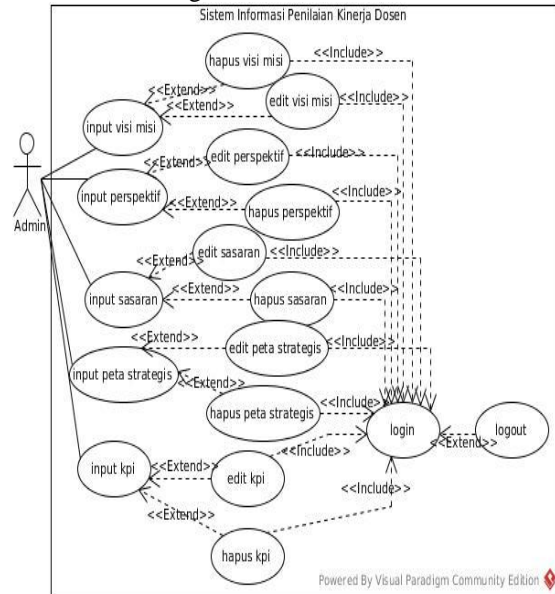 Sistem Informasi Penilaian Kinerja Dosen
hapus visi misi
<<Include>>
<<Extend>>
edit visi misi
<<Include>>
<<Extend>>
input visi misi
<<Extend>>
edit perspektif
<<Include>>
input perspektif
<<Extend>>
hapus perspektif
<<Include>>
Admin
edit sasaran
<<Include>>
<<Extend>>
input sasaran
<<Extend>>
hapus sasaran
<<Include>>
<<Extend>>
edit peta strategis
<<Include>>
input peta strategis
<<Extend>>
hapus peta strategis
<<Include>>
login
logout
<<Extend>>
input kpi
<<Extend>>
edit kpi
<<Include>>
<<Include>>
<<Extend>>
hapus kpi
Powered By Visual Paradigm Community Edition